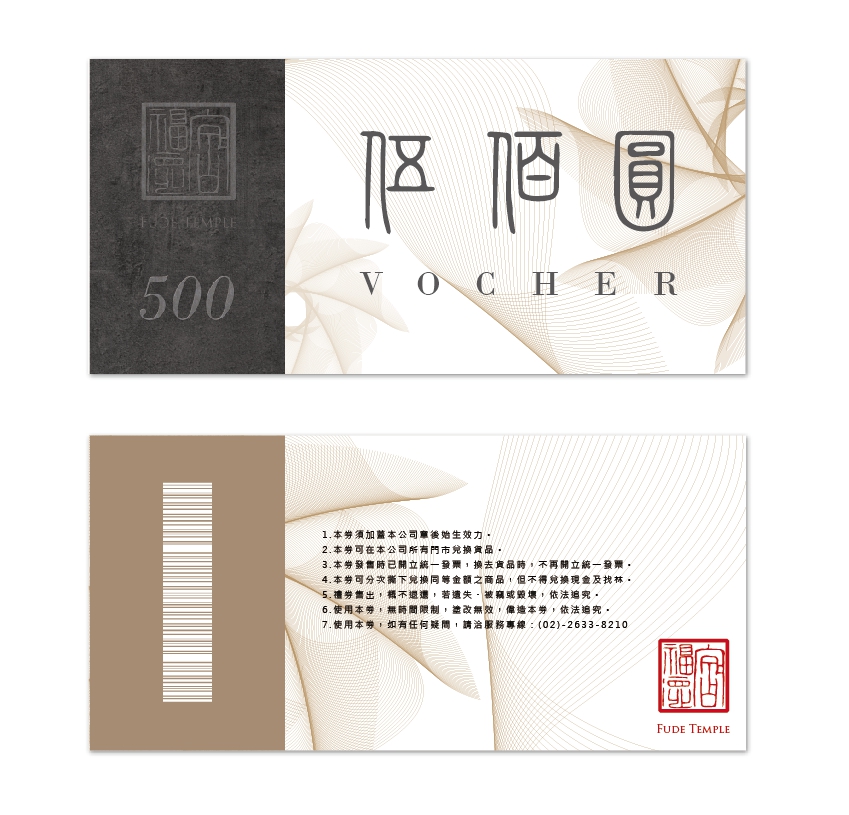 福德宮
FUDE TEMPLE
500
伍佰圓
VOCHER
1.本券須加蓋本公司章後始生效力。
2.本券可在本公司所有門市兌換貨品。
3.本券發售時已開立統一發票，換去貨品時，不再開立統一發票。
4.本券可分次撕下兌換同等金額之商品，但不得兌換現金及找林。
5.禮券售出，概不退還，若遺失、被竊或毀壞，依法追究。
6.使用本券，無時間限制，塗改無效，偽造本券，依法追究。
7.使用本券，如有任何疑問，請洽服務專線：(02)-2633-8210
福德宮
FUDE TEMPLE